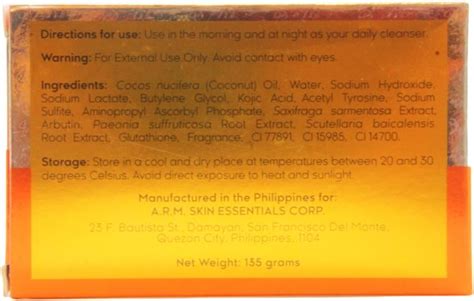 Directions for use: Use in the morning and at night as your daily cleanser.
Warning: For External Use Only. Avoid contact with eyes.
Ingredients: Cocos nucifera (Coconut) Oil, Water, Sodium Hydroxide,
Sodium Lactate, Butylene Glycol, Kojic Acid, Acetyl Tyrosine, Sodium
Sulfite, Aminopropyl Ascorbyl Phosphate, Saxifraga sarmentosa Extract,
Arbutin, Paeonia suffruticosa Root Extract, Scutellaria baicalensis
Root Extract, Glutathione, Fragrance, CI 77891, CI 15985, CI 14700.
Storage: Store in a cool and dry place at temperatures between 20 and 30
degrees Celsius. Avoid direct exposure to heat and sunlight.
Manufactured in the Philippines for:
A.R.M. SKIN ESSENTIALS CORP.
23 F. Bautista St., Damayan, San Francisco Del Monte,
Quezon City, Philippines, 1104
Net Weight: 135 grams